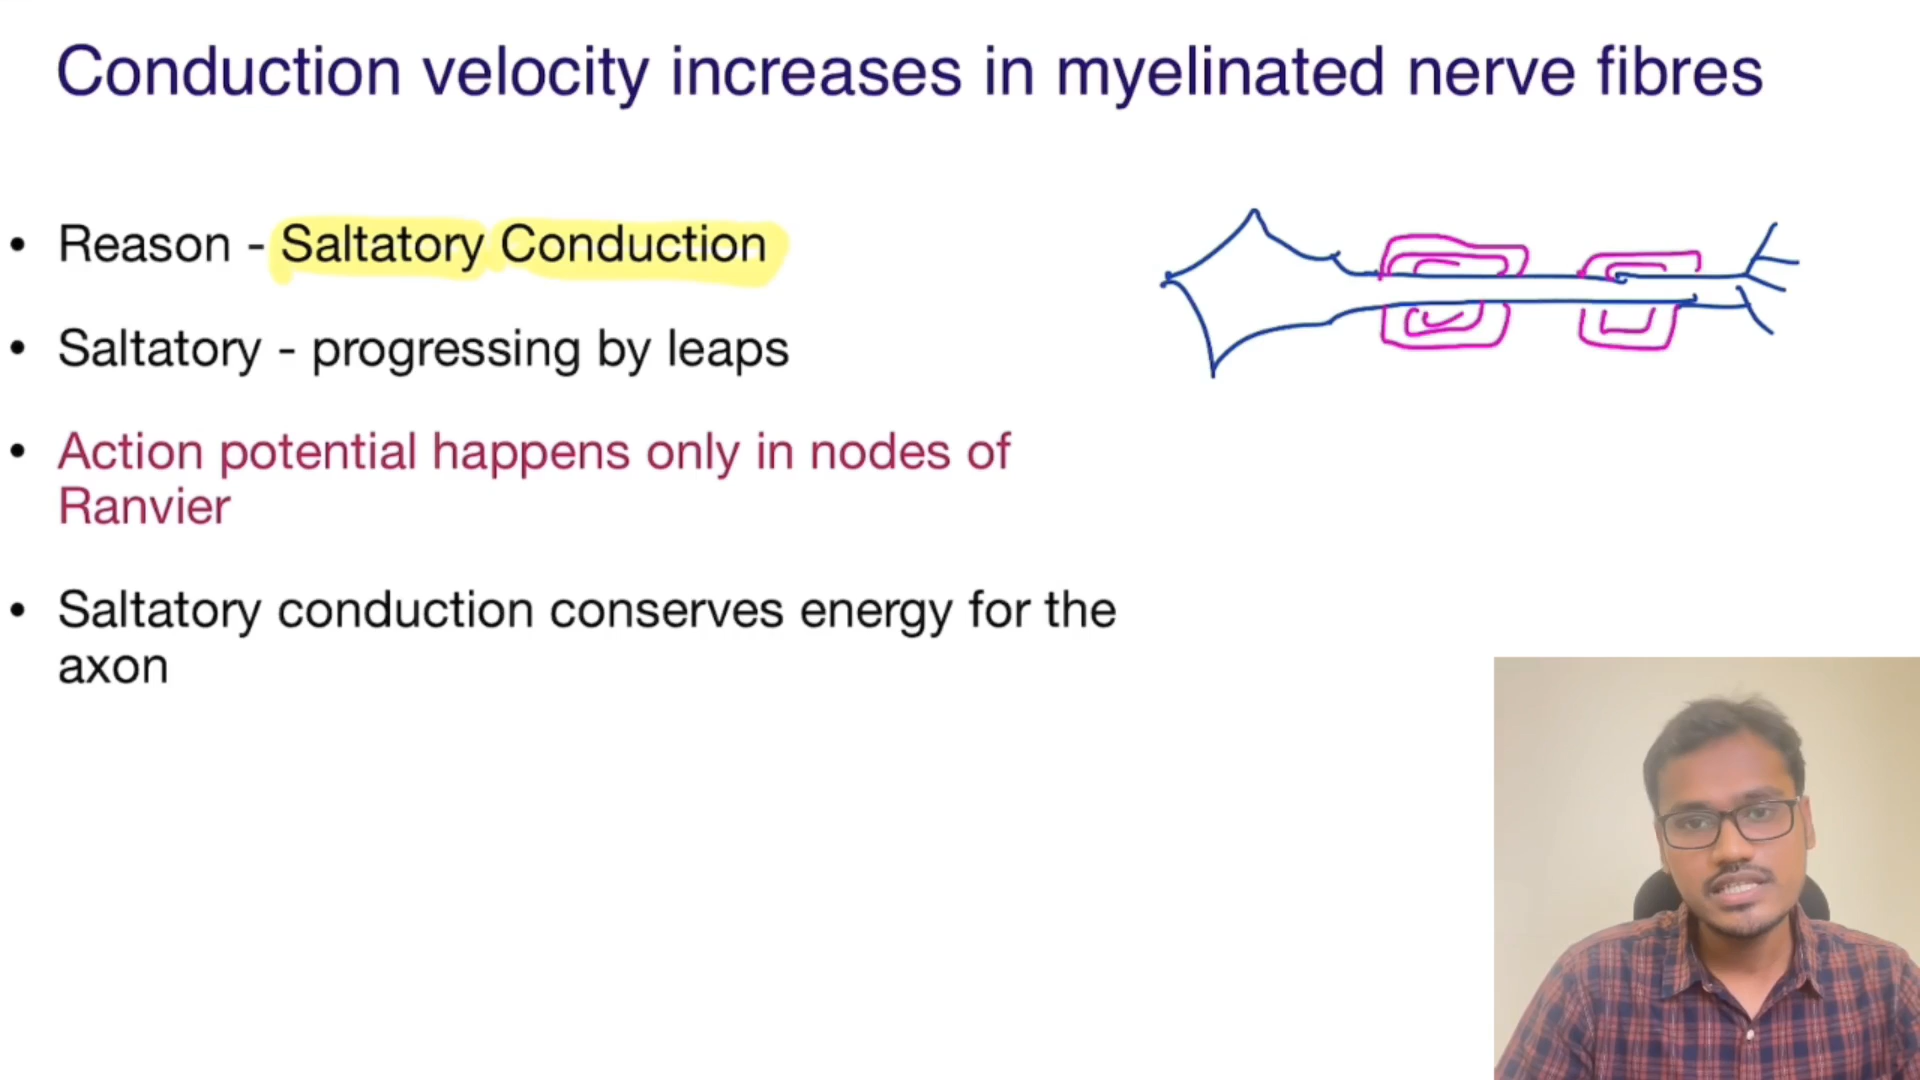 Conduction velocity increases in myelinated nerve fibres
• Reason - Saltatory Conduction
• Saltatory - progressing by leaps
• Action potential happens only in nodes of
Ranvier
• Saltatory conduction conserves energy for the
axon